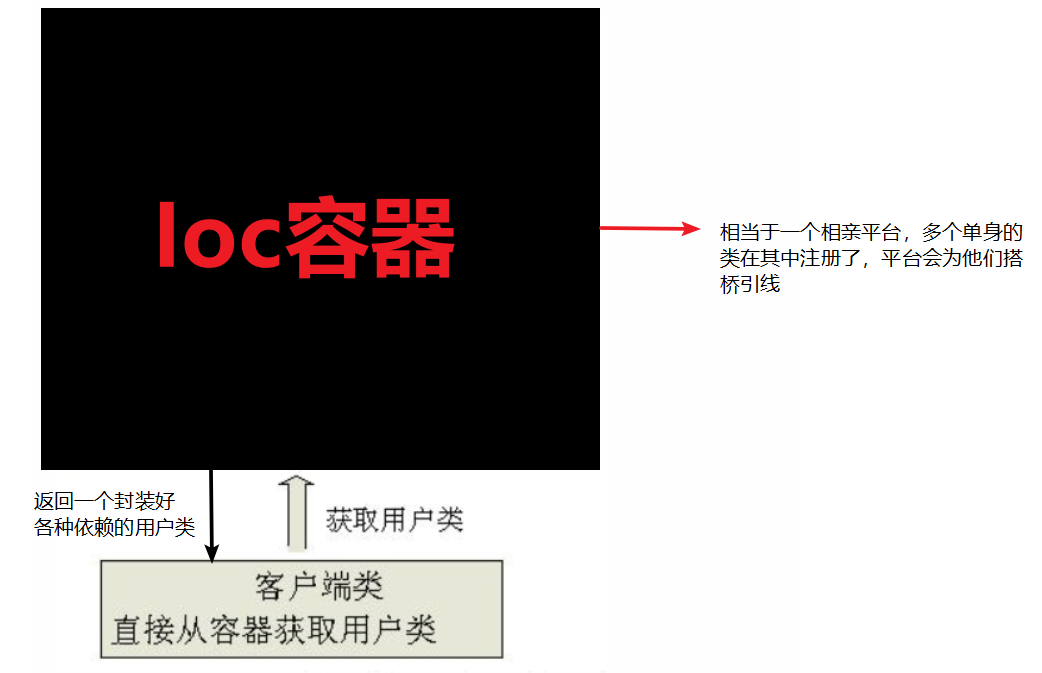 loc容器
相当于一个相亲平台，多个单身的
类在其中注册了，平台会为他们搭
桥引线
返回一个封装好
各种依赖的用户类
获取用户类
客户端类
直接从容器获取用户类